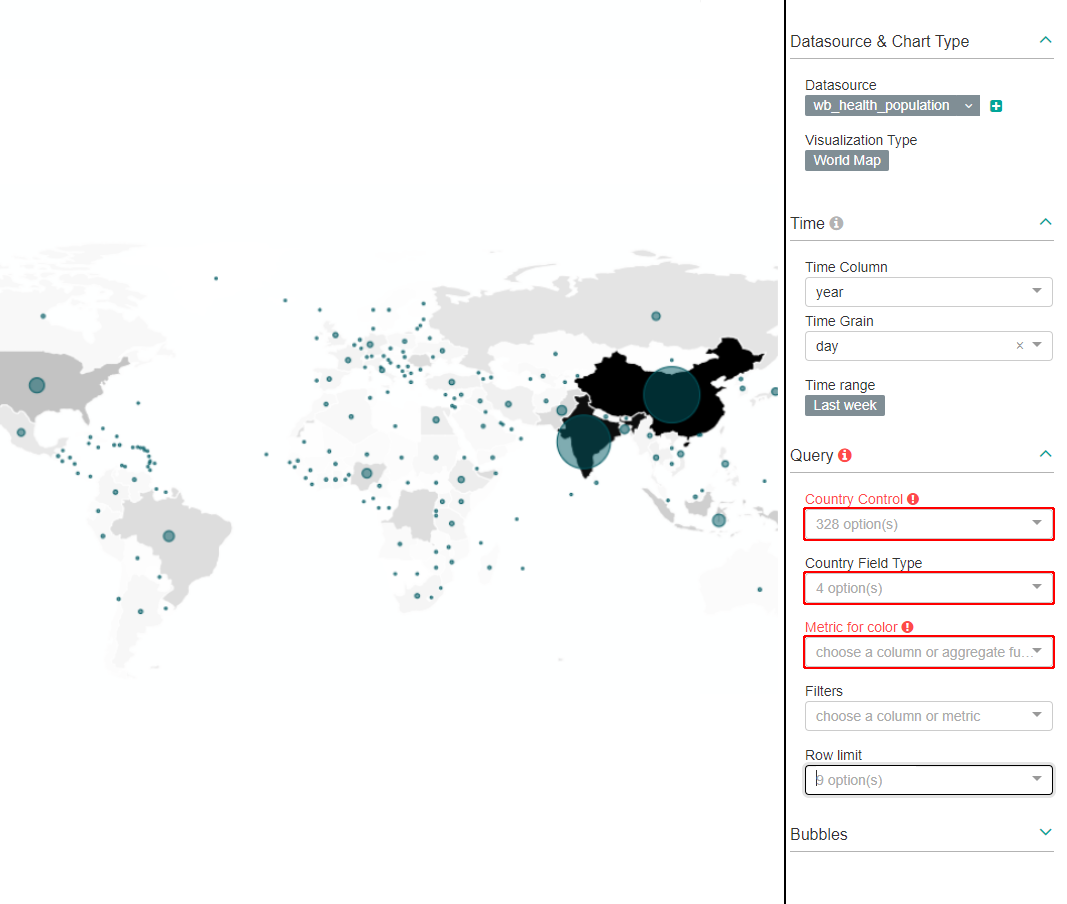 Datasource & Chart Type
Datasource
wb_health_population
Visualization Type
World Map
Time
Time Column
year
Time Grain
day
Time range
Last week
Query
Country Control
328 option(s)
Country Field Type
4 option(s)
Metric for color
choose a column or aggregate fu...
Filters
choose a column or metric
Row limit
9 option(s)
Bubbles